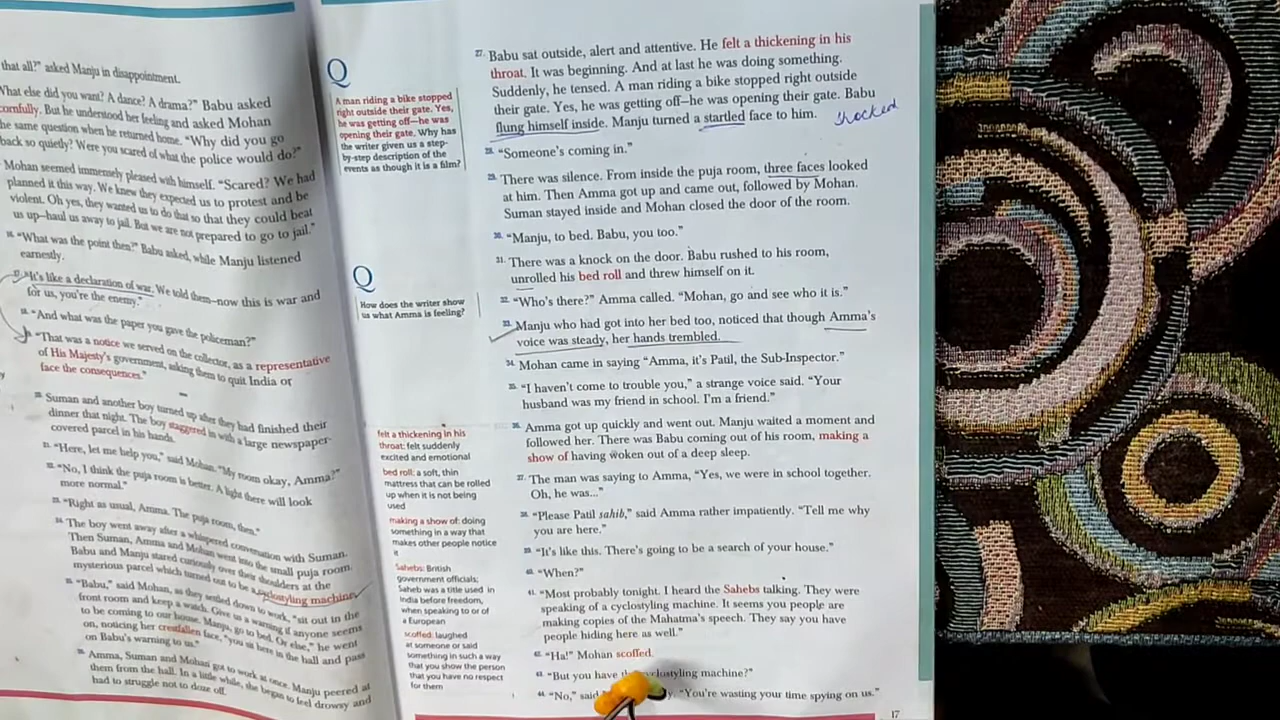 that all?" asked Manju in disappointment.
What else did you want? A dance? A drama?" Babu asked
cornfully. But he understood her feeling and asked Mohan
the same question when he returned home. "Why did you go
back so quietly? Were you scared of what the police would do?"
Mohan seemed immensely pleased with himself. "Scared? We had
planned it this way. We knew they expected us to protest and be
violent. Oh yes, they wanted us to do that so that they could beat
us up—haul us away to jail. But we are not prepared to go to jail."
"What was the point then?" Babu asked, while Manju listened
earnestly.
"It's like a declaration of war. We told them—now this is war and
for us, you're the enemy."
"And what was the paper you gave the policeman?"
"That was a notice we served on the collector, as a representative
of His Majesty's government, asking them to quit India or
face the consequences."
Suman and another boy turned up after they had finished their
dinner that night. The boy staggered in with a large newspaper-
covered parcel in his hands.
"Here, let me help you," said Mohan. "My room okay, Amma?"
"No, I think the puja room is better. A light there will look
more normal."
"Right as usual, Amma. The puja room, then."
The boy went away after a whispered conversation with Suman.
Then Suman, Amma and Mohan went into the small puja room.
Babu and Manju stared curiously over their shoulders at the
mysterious parcel which turned out to be a cyclostyling machine.
"Babu," said Mohan, as they settled down to work, "sit out in the
front room and keep a watch. Give us a warning if anyone seems
to be coming to our house. Manju, go to bed. Or else," he went
on, noticing her crestfallen face, "you sit here in the hall and pass
on Babu's warning to us."
Amma, Suman and Mohan got to work at once. Manju peered at
them from the hall. In a little while, she began to feel drowsy and
had to struggle not to doze off.
Q
A man riding a bike stopped
right outside their gate. Yes,
he was getting off—he was
opening their gate. Why has
the writer given us a step-
by-step description of the
events as though it is a film?
Q
How does the writer show
us what Amma is feeling?
felt a thickening in his
throat: felt suddenly
excited and emotional
bed roll: a soft, thin
mattress that can be rolled
up when it is not being
used
making a show of: doing
something in a way that
makes other people notice
it
Sahebs: British
government officials;
Saheb was a title used in
India before freedom,
when speaking to or of
a European
scoffed: laughed
at someone or said
something in such a way
that you show the person
that you have no respect
for them
27. Babu sat outside, alert and attentive. He felt a thickening in his
throat. It was beginning. And at last he was doing something.
Suddenly, he tensed. A man riding a bike stopped right outside
their gate. Yes, he was getting off—he was opening their gate. Babu
flung himself inside. Manju turned a startled face to him. shocked
28. "Someone's coming in."
29. There was silence. From inside the puja room, three faces looked
at him. Then Amma got up and came out, followed by Mohan.
Suman stayed inside and Mohan closed the door of the room.
30. "Manju, to bed. Babu, you too."
31. There was a knock on the door. Babu rushed to his room,
unrolled his bed roll and threw himself on it.
32. "Who's there?" Amma called. "Mohan, go and see who it is."
33. Manju who had got into her bed too, noticed that though Amma's
voice was steady, her hands trembled.
34. Mohan came in saying "Amma, it's Patil, the Sub-Inspector."
35. "I haven't come to trouble you," a strange voice said. "Your
husband was my friend in school. I'm a friend."
36. Amma got up quickly and went out. Manju waited a moment and
followed her. There was Babu coming out of his room, making a
show of having woken out of a deep sleep.
37. The man was saying to Amma, "Yes, we were in school together.
Oh, he was..."
38. "Please Patil sahib," said Amma rather impatiently. "Tell me why
you are here."
39. "It's like this. There's going to be a search of your house."
40. "When?"
41. "Most probably tonight. I heard the Sahebs talking. They were
speaking of a cyclostyling machine. It seems you people are
making copies of the Mahatma's speech. They say you have
people hiding here as well."
42. "Ha!" Mohan scoffed.
43. "But you have clostyling machine?"
44. "No," said "You're wasting your time spying on us."
17